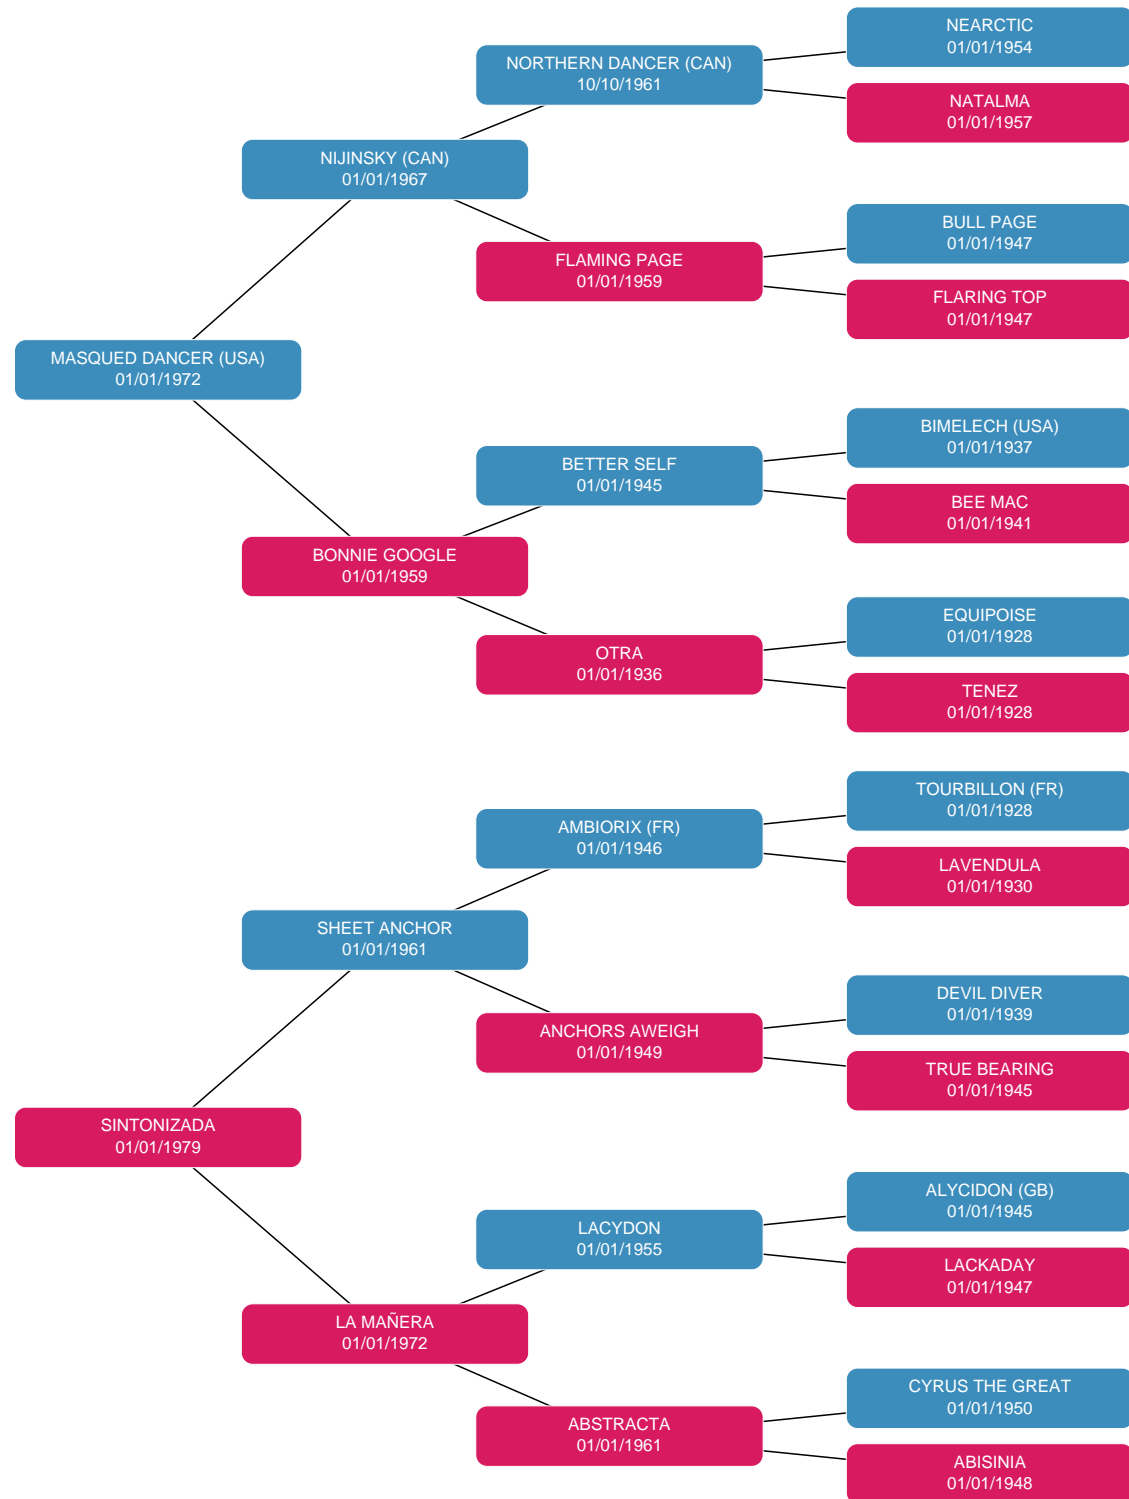 NEARCTIC
01/01/1954
NORTHERN DANCER (CAN)
10/10/1961
NATALMA
01/01/1957
NIJINSKY (CAN)
01/01/1967
BULL PAGE
01/01/1947
FLAMING PAGE
01/01/1959
FLARING TOP
01/01/1947
MASQUED DANCER (USA)
01/01/1972
BIMELECH (USA)
01/01/1937
BETTER SELF
01/01/1945
BEE MAC
01/01/1941
BONNIE GOOGLE
01/01/1959
EQUIPOISE
01/01/1928
OTRA
01/01/1936
TENEZ
01/01/1928
TOURBILLON (FR)
01/01/1928
AMBIORIX (FR)
01/01/1946
LAVENDULA
01/01/1930
SHEET ANCHOR
01/01/1961
DEVIL DIVER
01/01/1939
ANCHORS AWEIGH
01/01/1949
TRUE BEARING
01/01/1945
SINTONIZADA
01/01/1979
ALYCIDON (GB)
01/01/1945
LACYDON
01/01/1955
LACKADAY
01/01/1947
LA MAÑERA
01/01/1972
CYRUS THE GREAT
01/01/1950
ABSTRACTA
01/01/1961
ABISINIA
01/01/1948